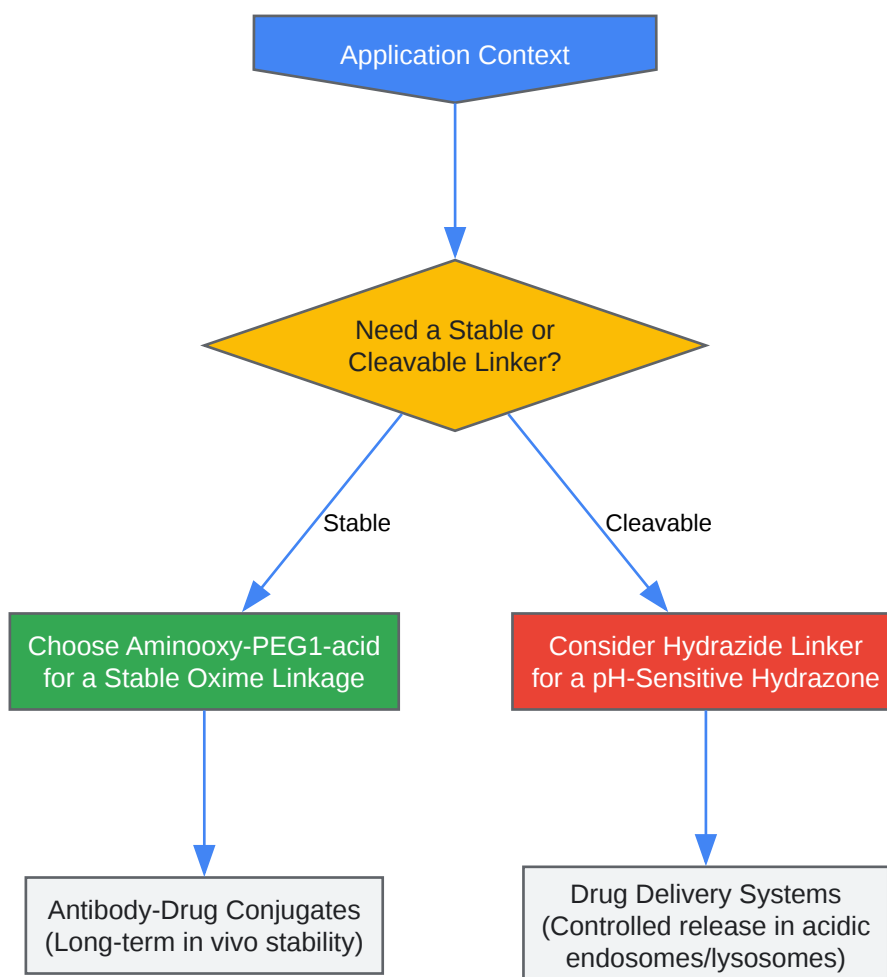 Application Context
Need a Stable or
Cleavable Linker?
Stable
Cleavable
Choose Aminooxy-PEG1-acid
for a Stable Oxime Linkage
Consider Hydrazide Linker
for a pH-Sensitive Hydrazone
Antibody-Drug Conjugates
(Long-term in vivo stability)
Drug Delivery Systems
(Controlled release in acidic
endosomes/lysosomes)